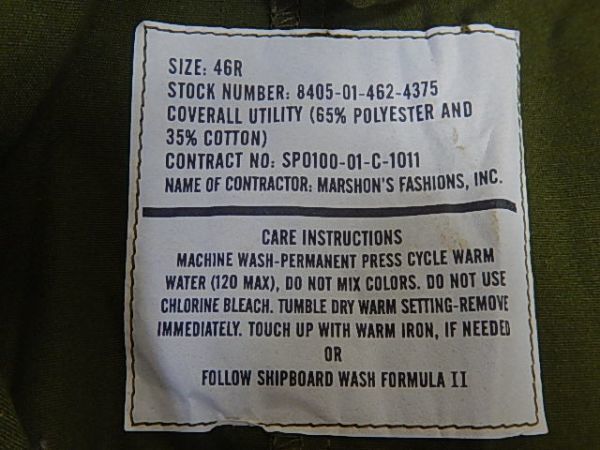 SIZE: 46R
STOCK NUMBER: 8405-01-462-4375
COVERALL UTILITY (65% POLYESTER AND
35% COTTON)
CONTRACT NO: SPO100-01-C-1011
NAME OF CONTRACTOR: MARSHON'S FASHIONS, INC.
CARE INSTRUCTIONS
MACHINE WASH-PERMANENT PRESS CYCLE WARM
WATER (120 MAX), DO NOT MIX COLORS. DO NOT USE
CHLORINE BLEACH. TUMBLE DRY WARM SETTING-REMOVE
IMMEDIATELY. TOUCH UP WITH WARM IRON, IF NEEDED
OR
FOLLOW SHIPBOARD WASH FORMULA II